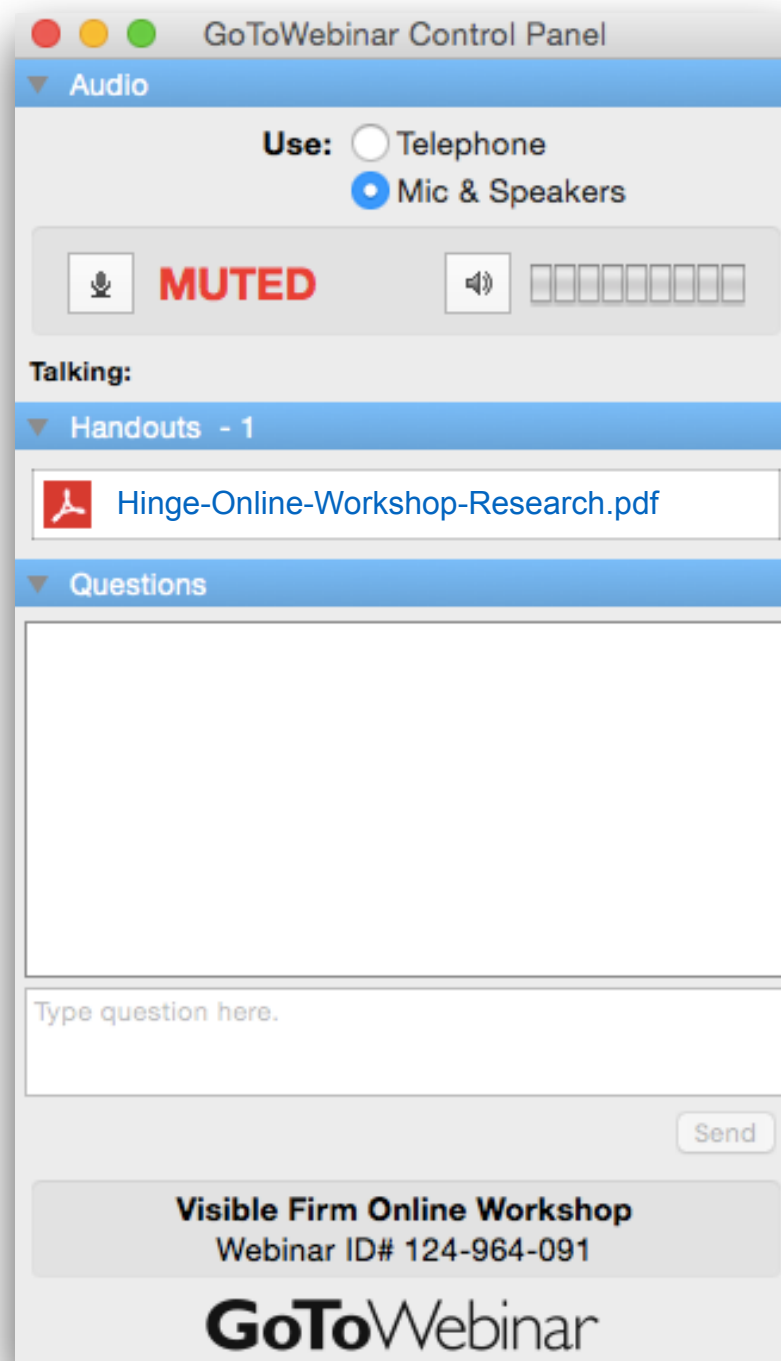 GoToWebinar Control Panel
Audio
Use: Telephone
Mic & Speakers
MUTED
Talking:
Handouts - 1
Hinge-Online-Workshop-Research.pdf
Questions
Type question here.
Send
Visible Firm Online Workshop
Webinar ID# 124-964-091
GoToWebinar